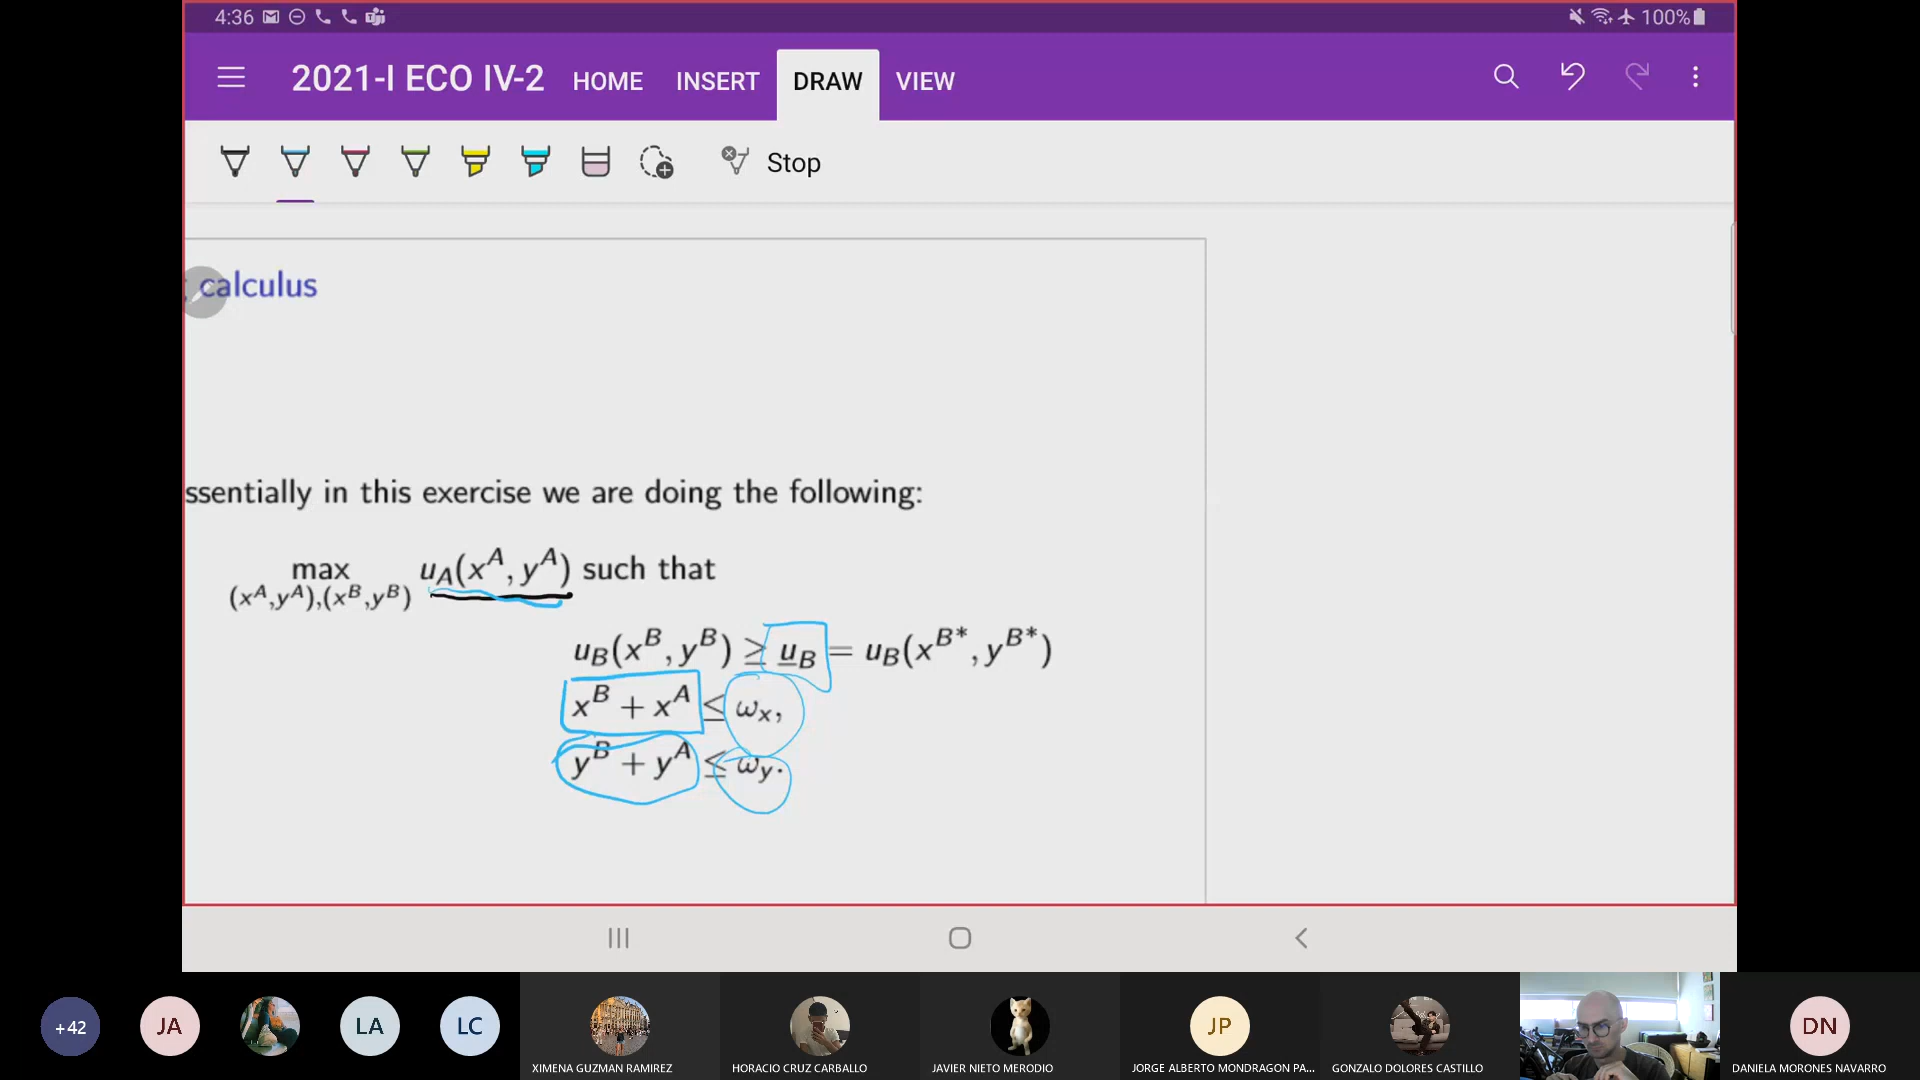 4:36 100%
2021-I ECO IV-2 HOME INSERT DRAW VIEW
Stop
calculus
ssentially in this exercise we are doing the following:
max u_A(x^A, y^A) such that
(x^A,y^A),(x^B,y^B)
u_B(x^B, y^B) ≥ u_B = u_B(x^{B*}, y^{B*})
x^B + x^A ≤ ω_x,
y^B + y^A ≤ ω_y.
+42 JA LA LC JP DN
XIMENA GUZMAN RAMIREZ HORACIO CRUZ CARBALLO JAVIER NIETO MERODIO JORGE ALBERTO MONDRAGON PA... GONZALO DOLORES CASTILLO DANIELA MORONES NAVARRO